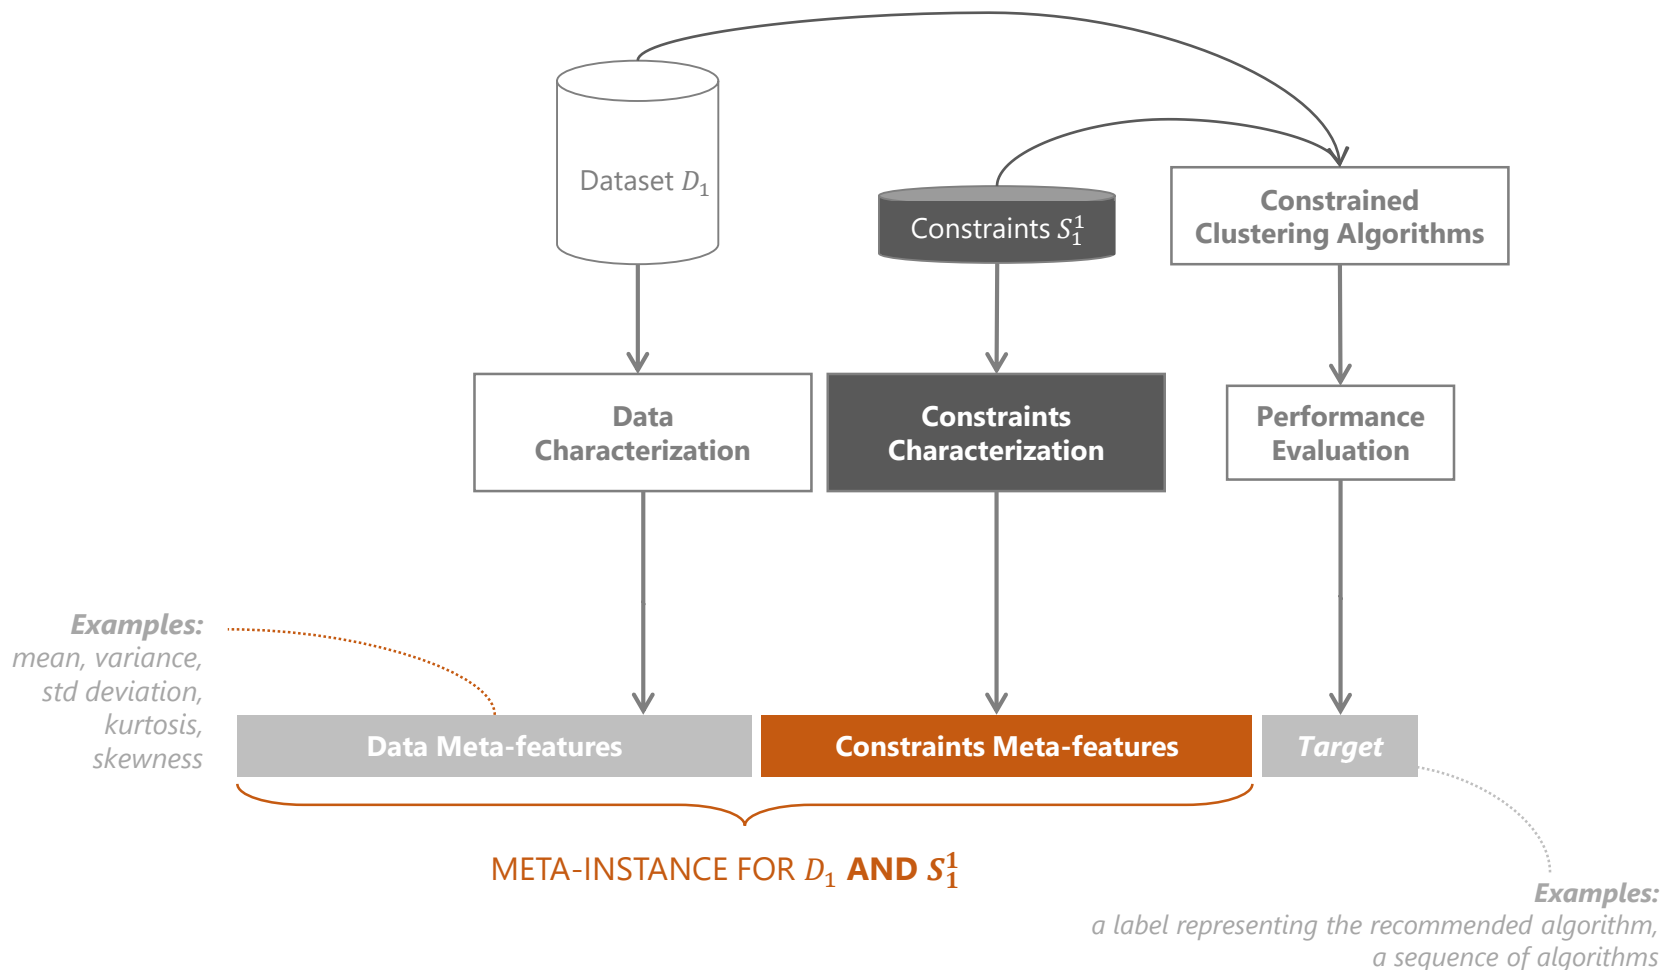 Dataset D₁
Constraints S₁¹
Constrained
Clustering Algorithms
Data
Characterization
Constraints
Characterization
Performance
Evaluation
Examples:
mean, variance,
std deviation,
kurtosis,
skewness
Data Meta-features
Constraints Meta-features
Target
META-INSTANCE FOR D₁ AND S₁¹
Examples:
a label representing the recommended algorithm,
a sequence of algorithms